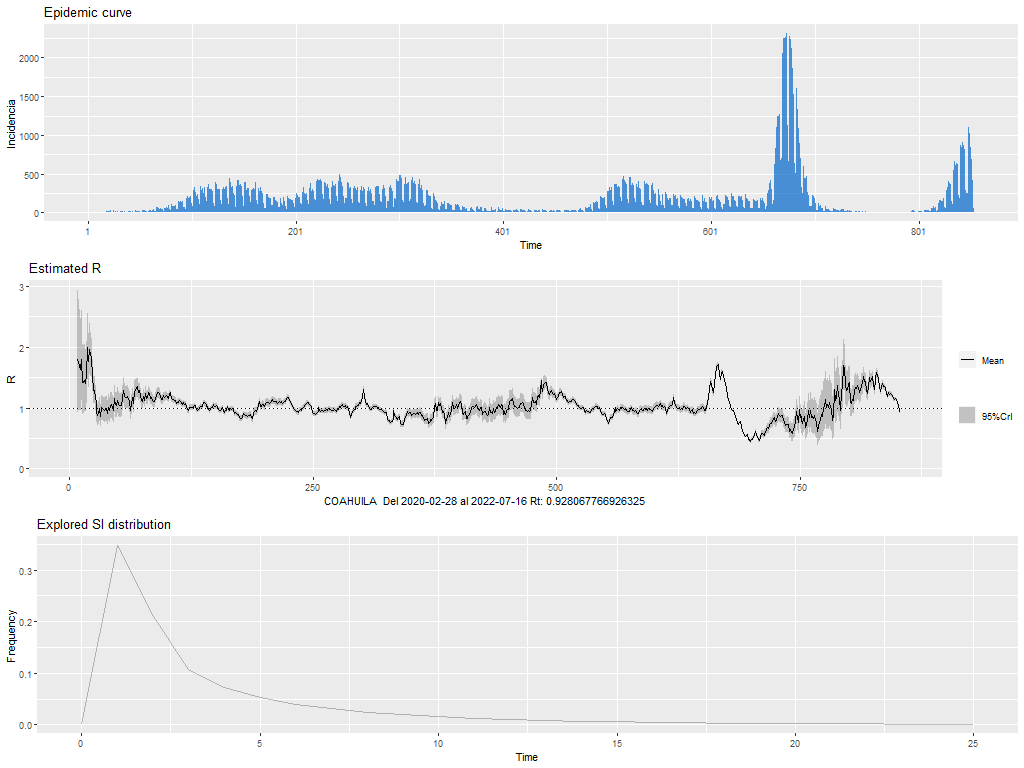 Epidemic curve
2000
1500
1000
500
0
Incidencia
1 201 401 601 801
Time
Estimated R
3
2
1
0
R
Mean
95%CrI
0 250 500 750
COAHUILA Del 2020-02-28 al 2022-07-16 Rt: 0.928067766926325
Explored SI distribution
0.3
0.2
0.1
0.0
Frequency
0 5 10 15 20 25
Time